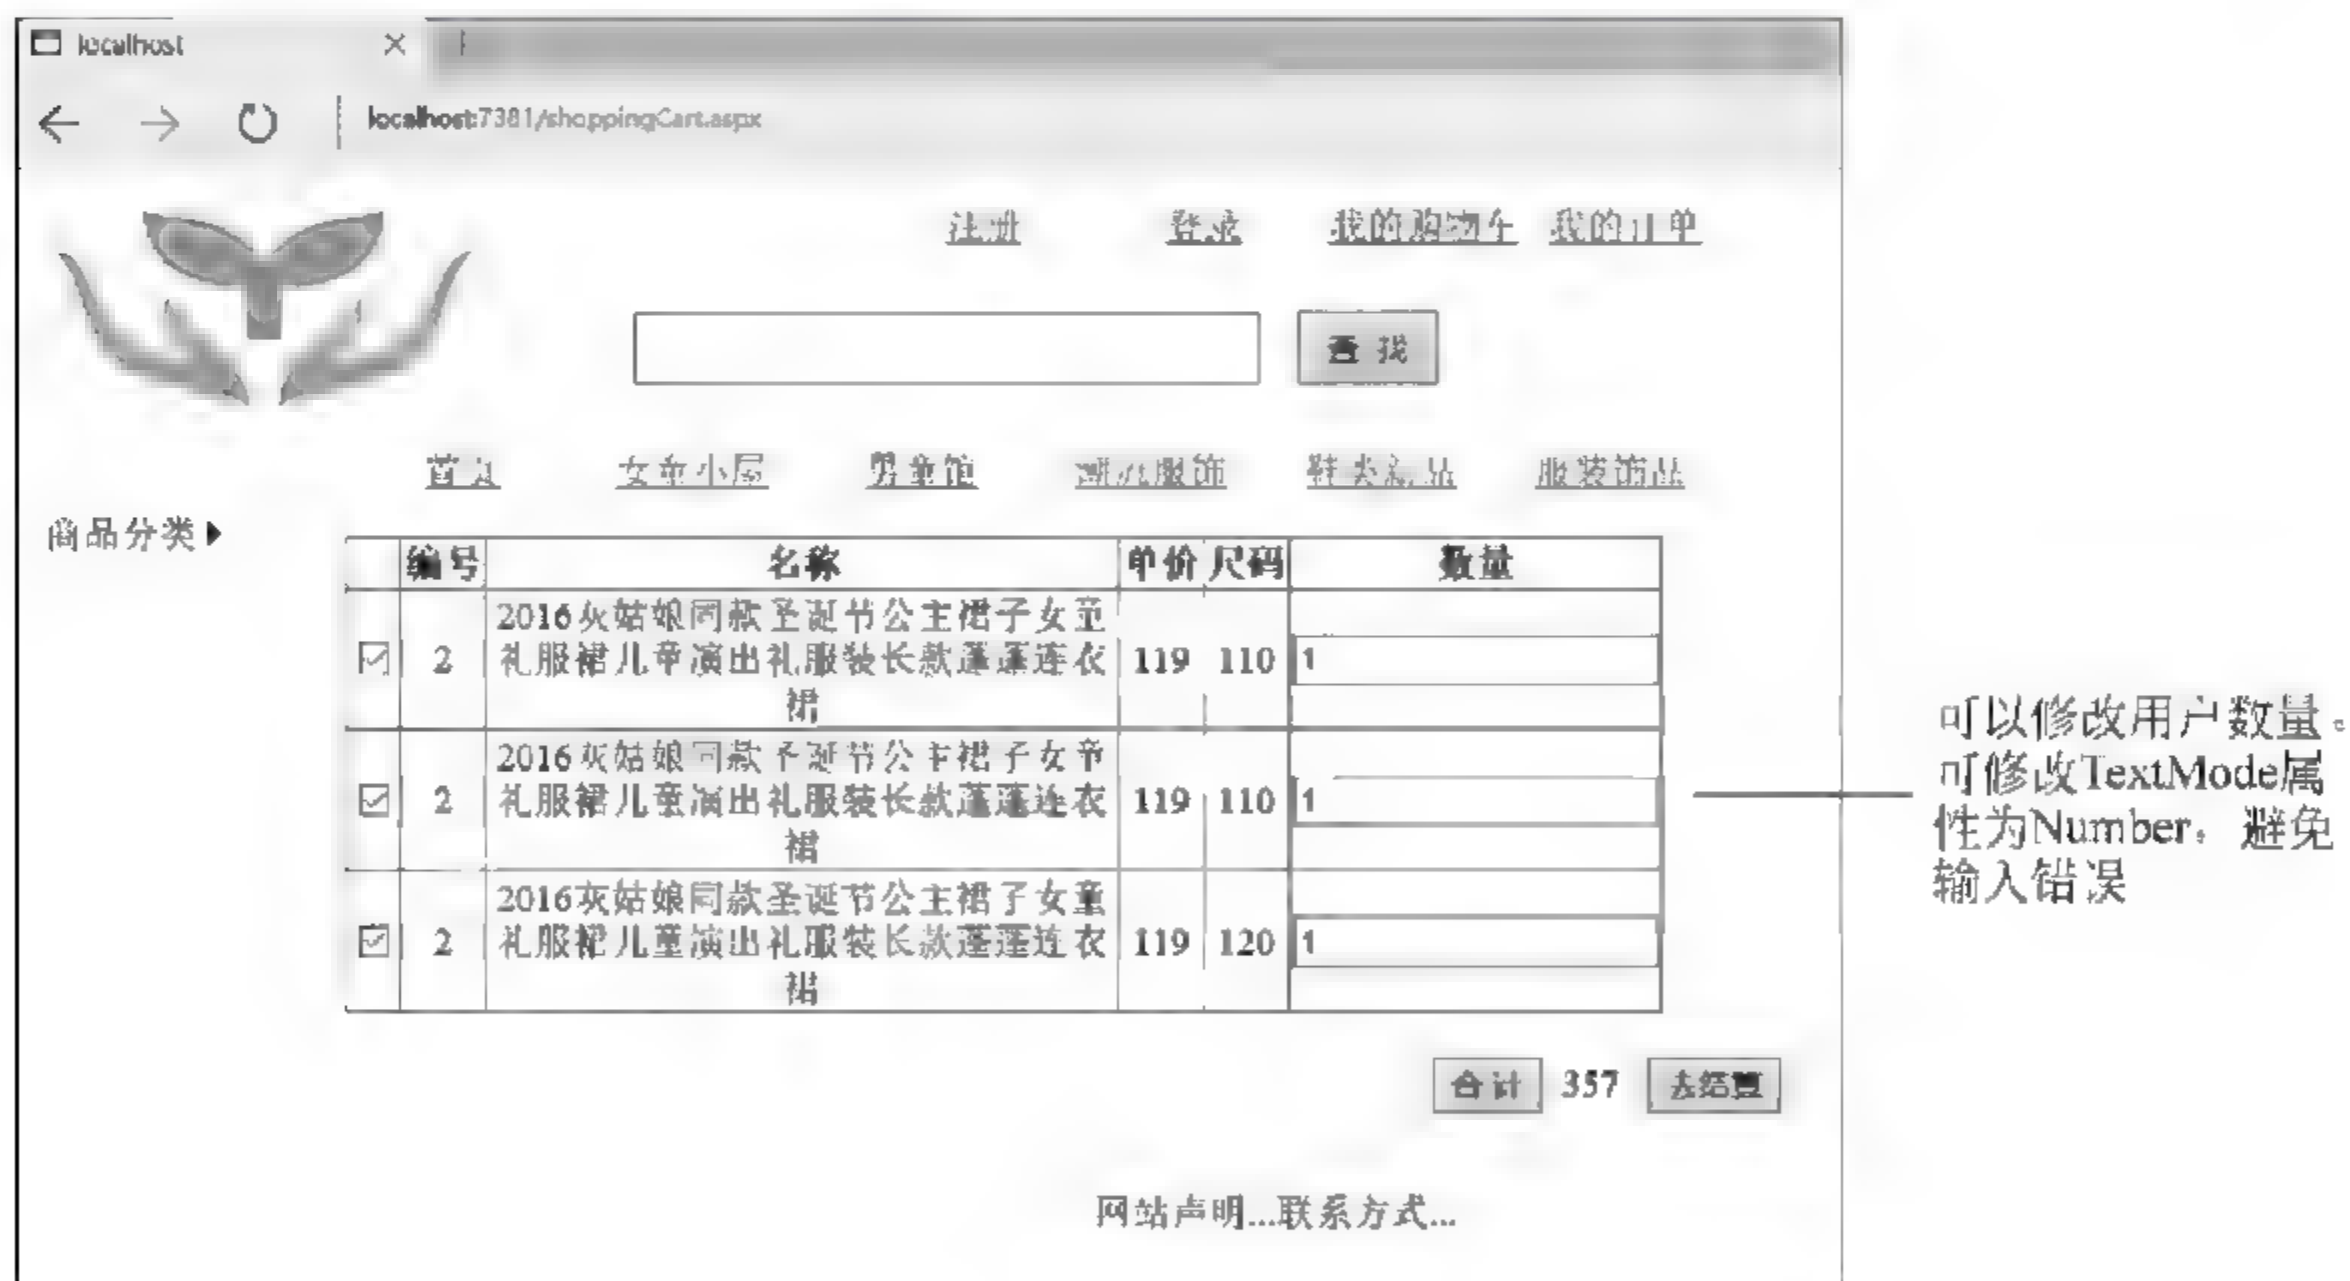 localhost
localhost:7381/shoppingCart.aspx
注册 登录 我的购物车 我的订单
查 找
首页 女童小屋 男童馆 潮流服饰 鞋类 品 服装饰品
商品分类
编号 名称 单价 尺码 数量
2016灰姑娘同款圣诞节公主裙子女童
礼服裙儿童演出礼服装长款蓬蓬连衣
裙
2 119 110 1
2016灰姑娘同款圣诞节公主裙子女童
礼服裙儿童演出礼服装长款蓬蓬连衣
裙
2 119 110 1
2016灰姑娘同款圣诞节公主裙子女童
礼服裙儿童演出礼服装长款蓬蓬连衣
裙
2 119 120 1
合计 357 去结算
网站声明...联系方式...
可以修改用户数量。
可修改TextMode属
性为Number，避免
输入错误